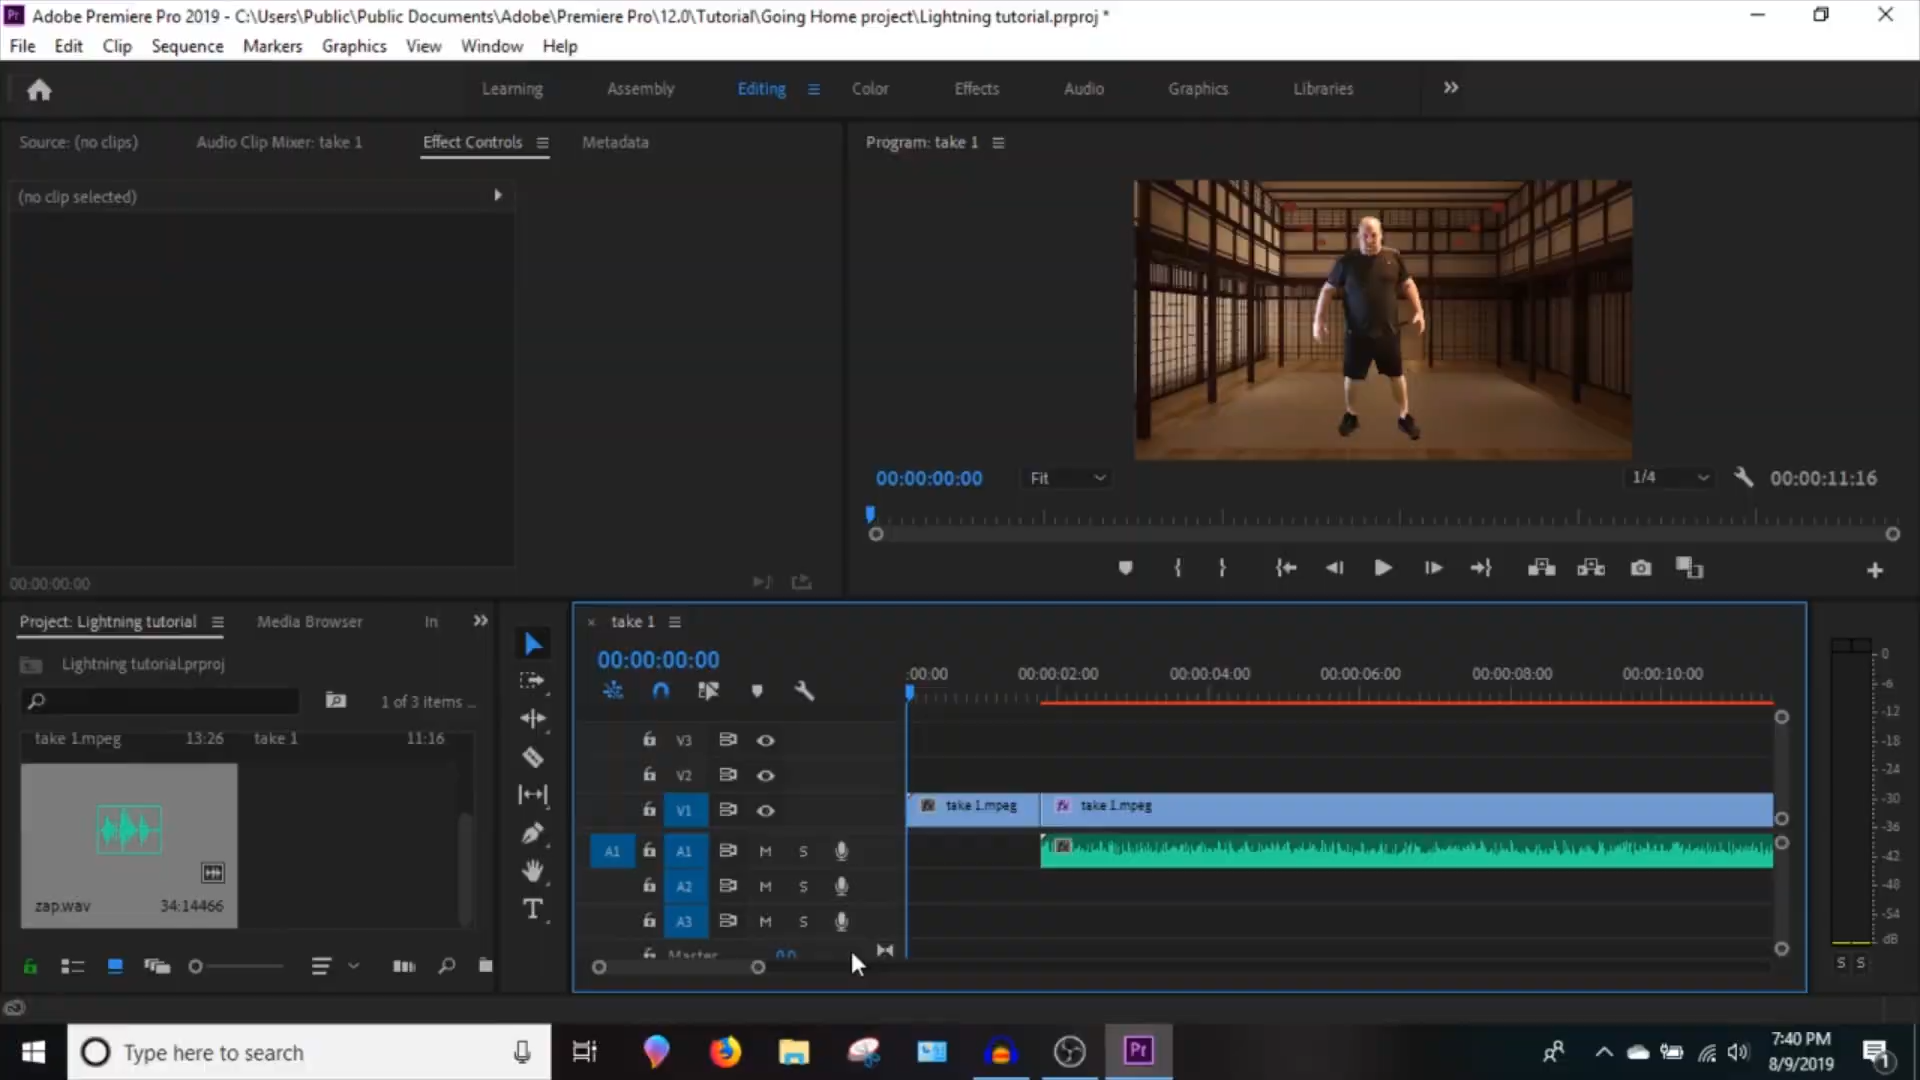 Adobe Premiere Pro 2019 - C:\Users\Public\Public Documents\Adobe\Premiere Pro\12.0\Tutorial\Going Home project\Lightning tutorial.prproj *
File Edit Clip Sequence Markers Graphics View Window Help
Learning Assembly Editing Color Effects Audio Graphics Libraries
Source: (no clips) Audio Clip Mixer: take 1 Effect Controls Metadata
Program: take 1
(no clip selected)
00:00:00:00 Fit 1/4 00:00:11:16
00:00:00:00
Project: Lightning tutorial Media Browser In
take 1
Lightning tutorial.prproj
00:00:00:00
:00:00 00:00:02:00 00:00:04:00 00:00:06:00 00:00:08:00 00:00:10:00
1 of 3 items ...
take 1.mpeg 13:26 take 1 11:16
V3
V2
V1 fx take 1.mpeg fx take 1.mpeg
A1 A1 M S fx
A2 M S
A3 M S
Master 0.0
zap.wav 34:14466
0
-6
-12
-18
-24
-30
-36
-42
-48
-54
dB
S S
T
Type here to search
Pr
7:40 PM
8/9/2019
1